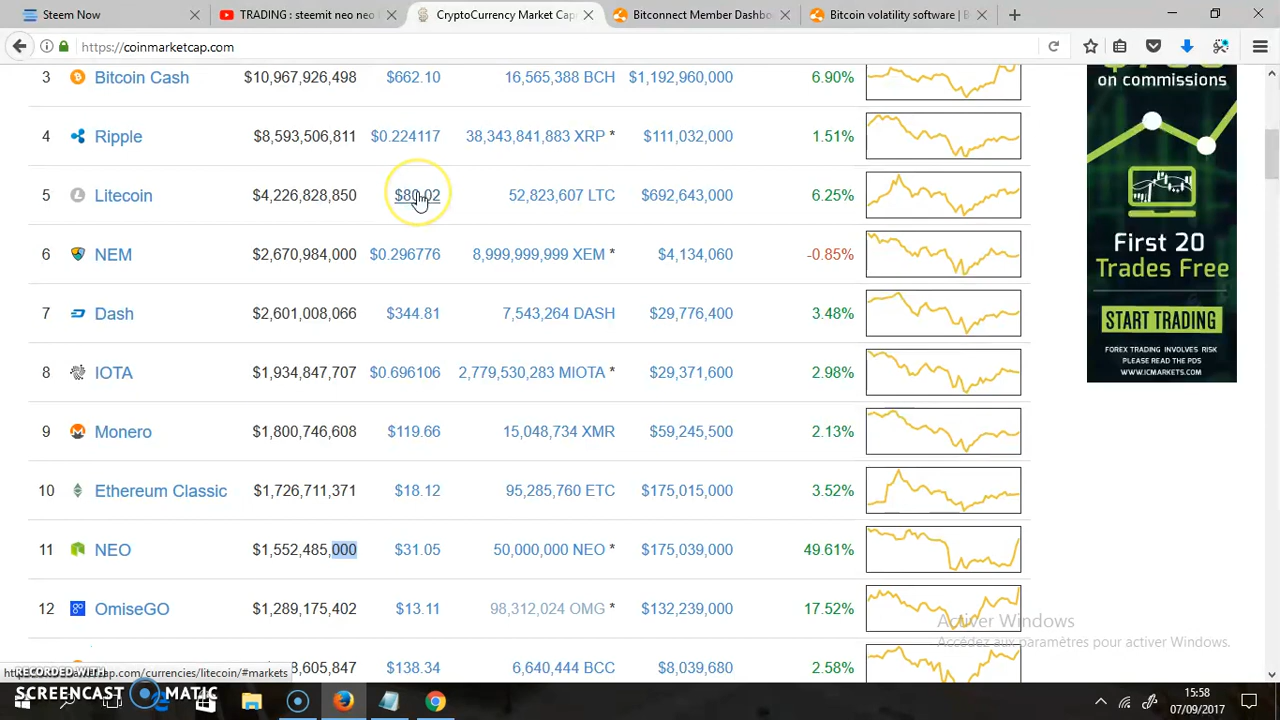 Steem Now
TRADING : steemit neo neo
CryptoCurrency Market Cap
Bitconnect Member Dashbo
Bitcoin volatility software | B
https://coinmarketcap.com
3 Bitcoin Cash $10,967,926,498 $662.10 16,565,388 BCH $1,192,960,000 6.90%
4 Ripple $8,593,506,811 $0.224117 38,343,841,883 XRP * $111,032,000 1.51%
5 Litecoin $4,226,828,850 $80.02 52,823,607 LTC $692,643,000 6.25%
6 NEM $2,670,984,000 $0.296776 8,999,999,999 XEM * $4,134,060 -0.85%
7 Dash $2,601,008,066 $344.81 7,543,264 DASH $29,776,400 3.48%
8 IOTA $1,934,847,707 $0.696106 2,779,530,283 MIOTA * $29,371,600 2.98%
9 Monero $1,800,746,608 $119.66 15,048,734 XMR $59,245,500 2.13%
10 Ethereum Classic $1,726,711,371 $18.12 95,285,760 ETC $175,015,000 3.52%
11 NEO $1,552,485,000 $31.05 50,000,000 NEO * $175,039,000 49.61%
12 OmiseGO $1,289,175,402 $13.11 98,312,024 OMG * $132,239,000 17.52%
605,847 $138.34 6,640,444 BCC $8,039,680 2.58%
on commissions
First 20
Trades Free
START TRADING
FOREX TRADING INVOLVES RISK
PLEASE READ THE PDS
WWW.ICMARKETS.COM
Activer Windows
Accédez aux paramètres pour activer Windows.
cap.com/currencies/litecoin/#markets
RECORDED WITH
SCREENCAST MATIC
15:58
07/09/2017